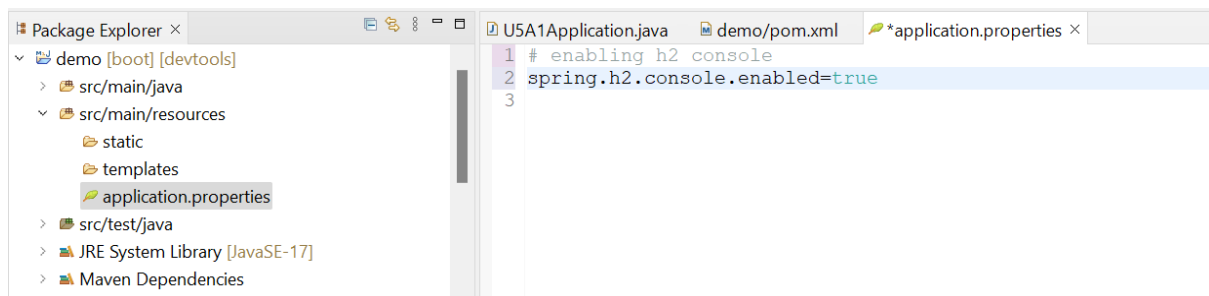 Package Explorer ×
demo [boot] [devtools]
src/main/java
src/main/resources
static
templates
application.properties
src/test/java
JRE System Library [JavaSE-17]
Maven Dependencies
U5A1Application.java
demo/pom.xml
*application.properties ×
1 # enabling h2 console
2 spring.h2.console.enabled=true
3